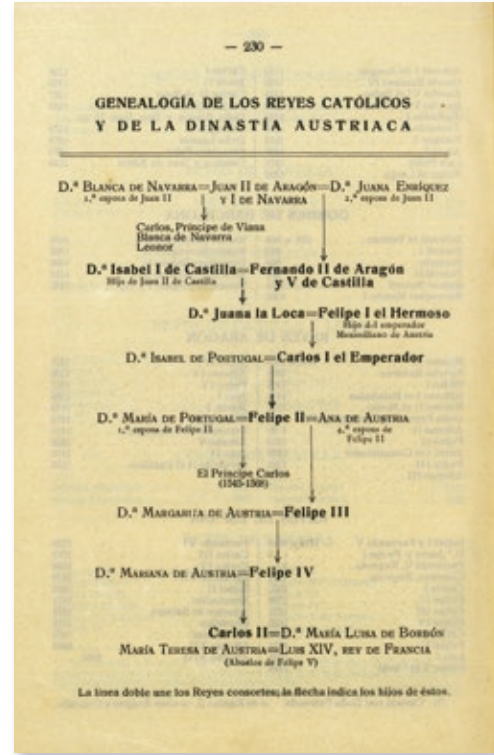 — 230 —
GENEALOGÍA DE LOS REYES CATÓLICOS
Y DE LA DINASTÍA AUSTRIACA
D.ª BLANCA DE NAVARRA=JUAN II DE ARAGÓN=D.ª JUANA ENRÍQUEZ
1.ª esposa de Juan II Y I DE NAVARRA 2.ª esposa de Juan II
Carlos, Príncipe de Viana
Blanca de Navarra
Leonor
D.ª Isabel I de Castilla=Fernando II de Aragón
Hija de Juan II de Castilla y V de Castilla
D.ª Juana la Loca=Felipe I el Hermoso
Hijo del emperador
Maximiliano de Austria
D.ª ISABEL DE PORTUGAL=Carlos I el Emperador
D.ª MARÍA DE PORTUGAL=Felipe II=ANA DE AUSTRIA
1.ª esposa de Felipe II 4.ª esposa de
Felipe II
El Príncipe Carlos
(1545-1568)
D.ª MARGARITA DE AUSTRIA=Felipe III
D.ª MARIANA DE AUSTRIA=Felipe IV
Carlos II=D.ª MARÍA LUISA DE BORBÓN
MARÍA TERESA DE AUSTRIA=LUIS XIV, REY DE FRANCIA
(Abuelos de Felipe V)
La línea doble une los Reyes consortes; la flecha indica los hijos de éstos.